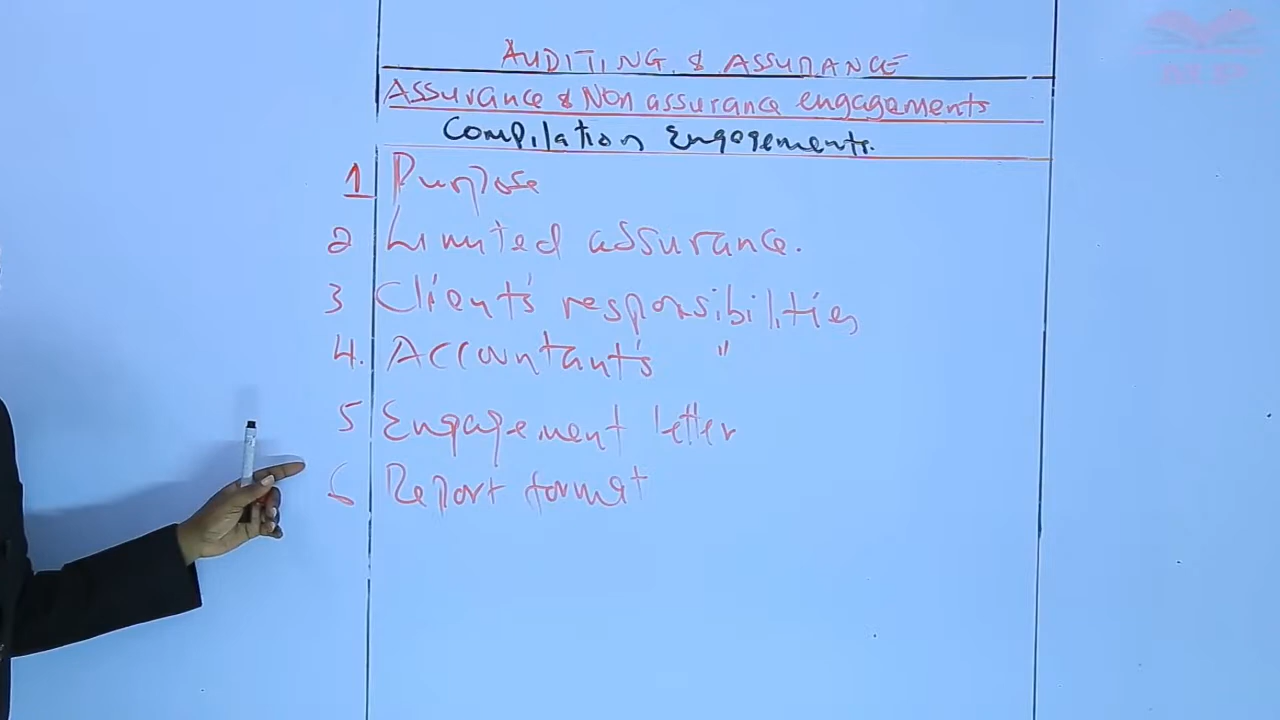 AUDITING & ASSURANCE
Assurance & Non assurance engagements
Compilation Engagements.
1 Purpose
2 Limited assurance.
3 Client's responsibilities
4. Accountant's "
5 Engagement letter
6 Report format
MLP